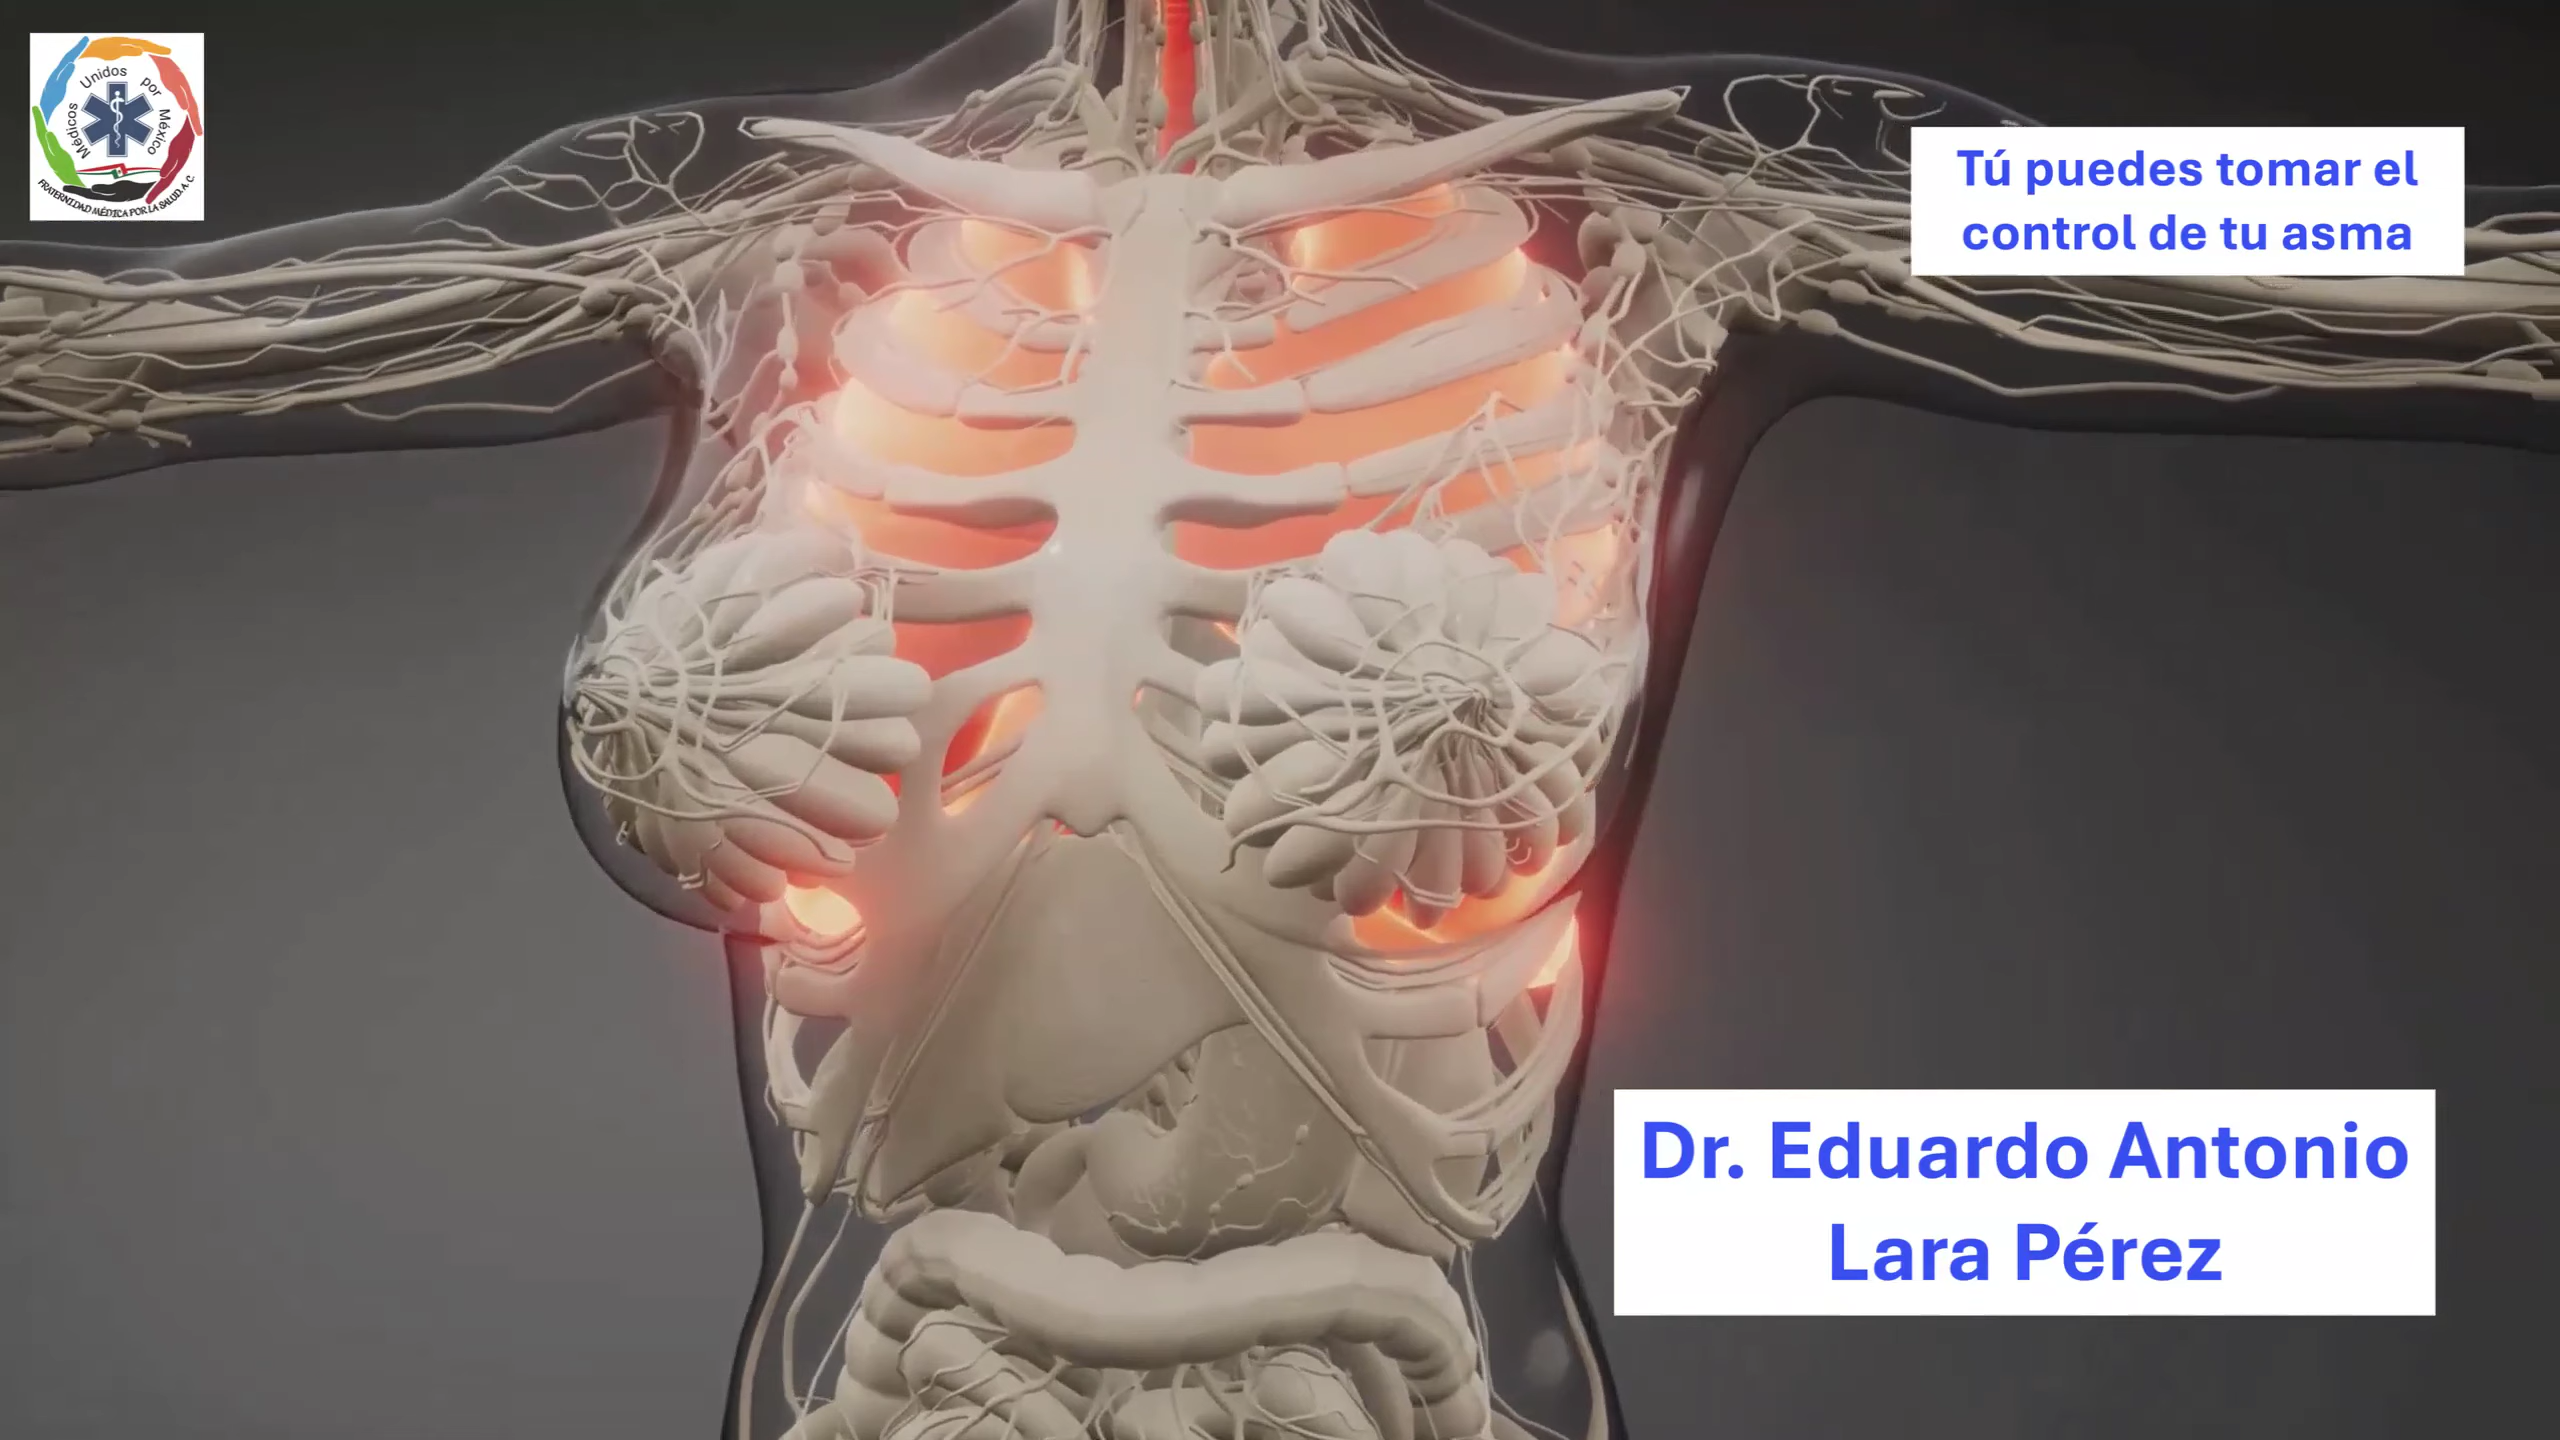 Médicos Unidos por México
FRATERNIDAD MÉDICA POR LA SALUD, A. C.
Tú puedes tomar el
control de tu asma
Dr. Eduardo Antonio
Lara Pérez